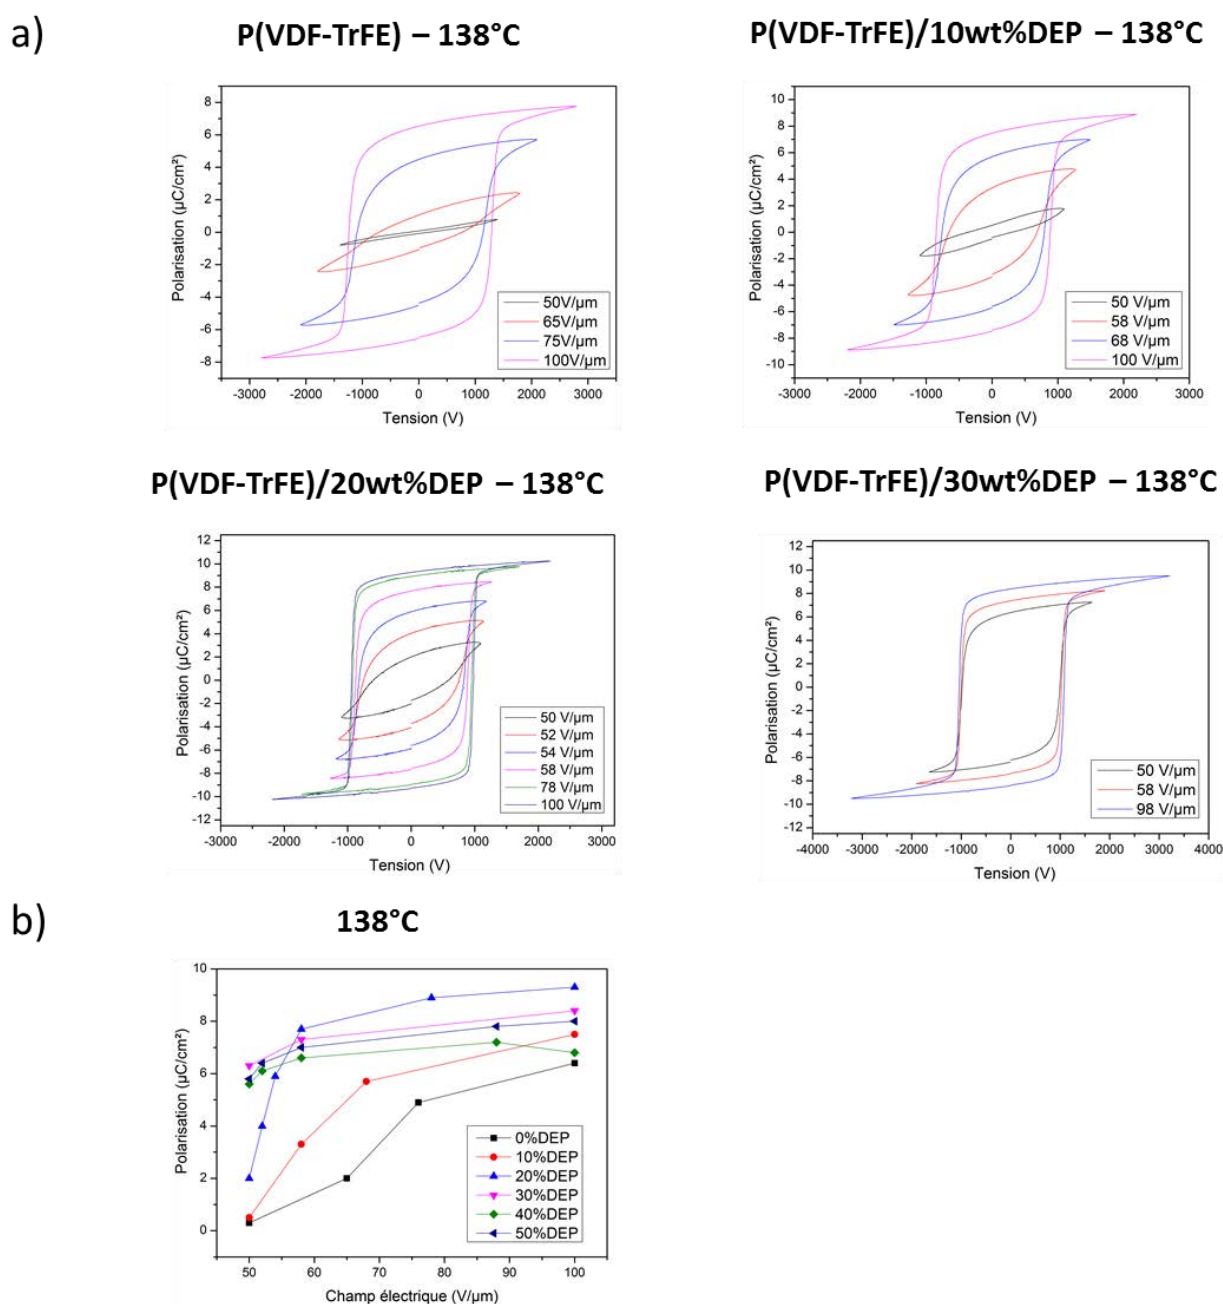 a)
P(VDF-TrFE) – 138°C
P(VDF-TrFE)/10wt%DEP – 138°C
Polarisation (µC/cm²)
8
6
4
2
0
-2
-4
-6
-8
50V/µm
65V/µm
75V/µm
100V/µm
-3000 -2000 -1000 0 1000 2000 3000
Tension (V)
Polarisation (µC/cm²)
10
8
6
4
2
0
-2
-4
-6
-8
-10
50 V/µm
58 V/µm
68 V/µm
100 V/µm
-3000 -2000 -1000 0 1000 2000 3000
Tension (V)
P(VDF-TrFE)/20wt%DEP – 138°C
P(VDF-TrFE)/30wt%DEP – 138°C
Polarisation (µC/cm²)
12
10
8
6
4
2
0
-2
-4
-6
-8
-10
-12
50 V/µm
52 V/µm
54 V/µm
58 V/µm
78 V/µm
100 V/µm
-3000 -2000 -1000 0 1000 2000 3000
Tension (V)
Polarisation (µC/cm²)
12
10
8
6
4
2
0
-2
-4
-6
-8
-10
-12
50 V/µm
58 V/µm
98 V/µm
-4000 -3000 -2000 -1000 0 1000 2000 3000 4000
Tension (V)
b)
138°C
Polarisation (µC/cm²)
10
8
6
4
2
0
0%DEP
10%DEP
20%DEP
30%DEP
40%DEP
50%DEP
50 60 70 80 90 100
Champ électrique (V/µm)